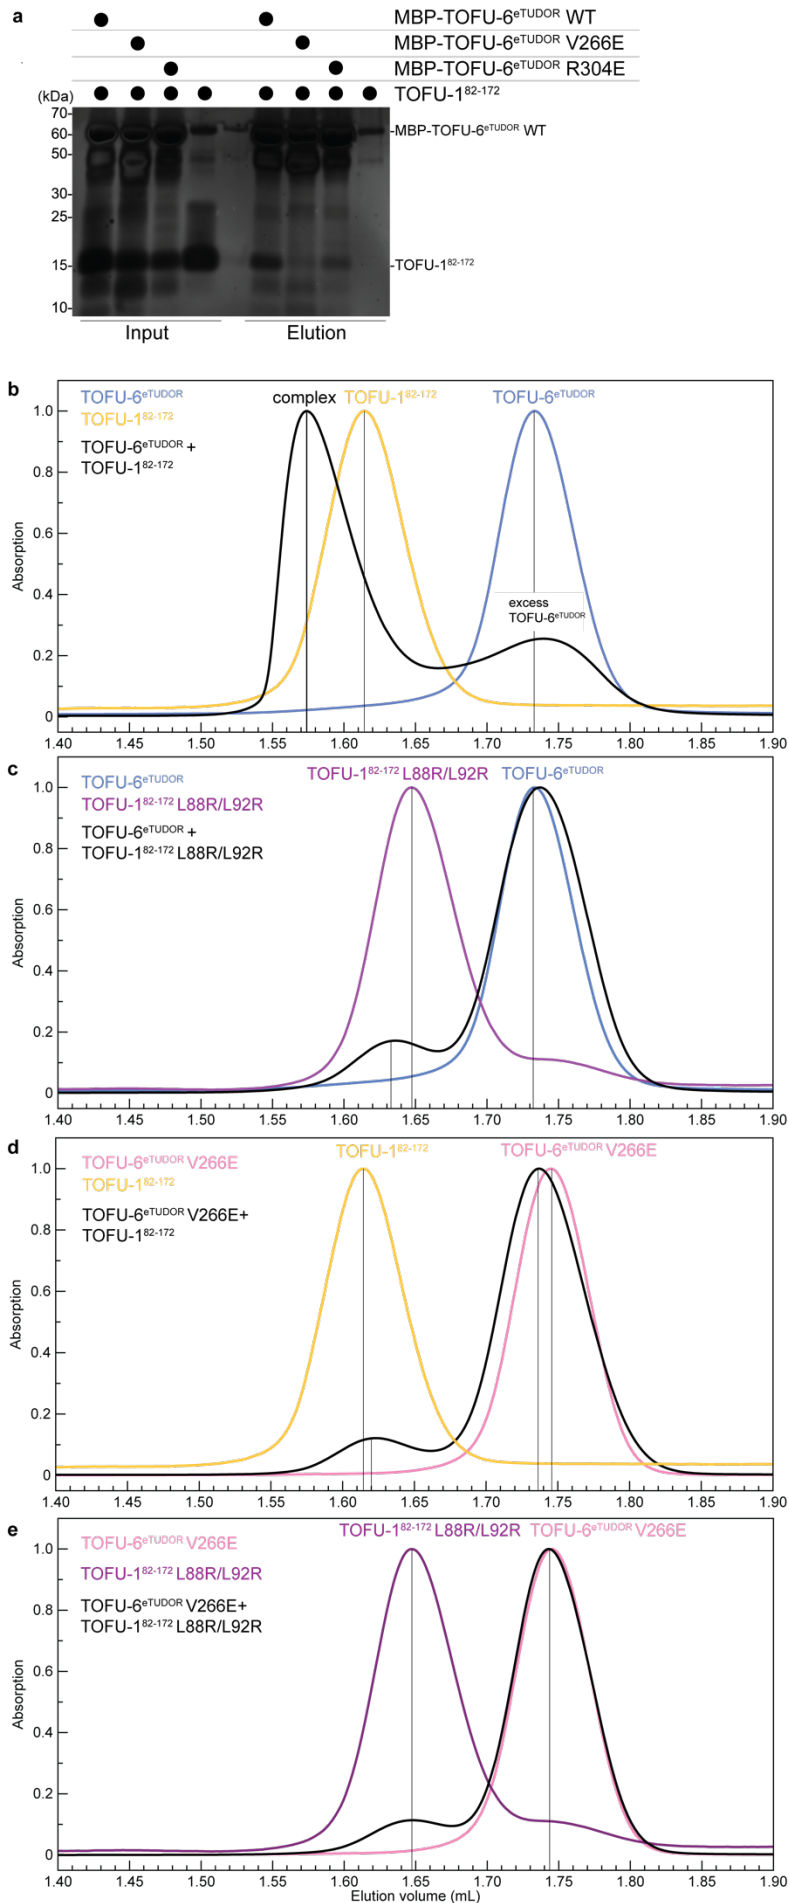 a
MBP-TOFU-6ᵉᵀᵁᴰᴼᴿ WT
MBP-TOFU-6ᵉᵀᵁᴰᴼᴿ V266E
MBP-TOFU-6ᵉᵀᵁᴰᴼᴿ R304E
(kDa)
TOFU-1⁸²⁻¹⁷²
70-
60-
-MBP-TOFU-6ᵉᵀᵁᴰᴼᴿ WT
50-
30-
25-
15-
-TOFU-1⁸²⁻¹⁷²
10-
Input
Elution
b
TOFU-6ᵉᵀᵁᴰᴼᴿ
TOFU-1⁸²⁻¹⁷²
TOFU-6ᵉᵀᵁᴰᴼᴿ +
TOFU-1⁸²⁻¹⁷²
complex
TOFU-1⁸²⁻¹⁷²
TOFU-6ᵉᵀᵁᴰᴼᴿ
excess
TOFU-6ᵉᵀᵁᴰᴼᴿ
Absorption
1.0
0.8
0.6
0.4
0.2
0
1.40 1.45 1.50 1.55 1.60 1.65 1.70 1.75 1.80 1.85 1.90
c
TOFU-6ᵉᵀᵁᴰᴼᴿ
TOFU-1⁸²⁻¹⁷² L88R/L92R
TOFU-6ᵉᵀᵁᴰᴼᴿ +
TOFU-1⁸²⁻¹⁷² L88R/L92R
TOFU-1⁸²⁻¹⁷² L88R/L92R
TOFU-6ᵉᵀᵁᴰᴼᴿ
Absorption
1.0
0.8
0.6
0.4
0.2
0
1.40 1.45 1.50 1.55 1.60 1.65 1.70 1.75 1.80 1.85 1.90
d
TOFU-6ᵉᵀᵁᴰᴼᴿ V266E
TOFU-1⁸²⁻¹⁷²
TOFU-6ᵉᵀᵁᴰᴼᴿ V266E+
TOFU-1⁸²⁻¹⁷²
TOFU-1⁸²⁻¹⁷²
TOFU-6ᵉᵀᵁᴰᴼᴿ V266E
Absorption
1.0
0.8
0.6
0.4
0.2
0
1.40 1.45 1.50 1.55 1.60 1.65 1.70 1.75 1.80 1.85 1.90
e
TOFU-6ᵉᵀᵁᴰᴼᴿ V266E
TOFU-1⁸²⁻¹⁷² L88R/L92R
TOFU-6ᵉᵀᵁᴰᴼᴿ V266E+
TOFU-1⁸²⁻¹⁷² L88R/L92R
TOFU-1⁸²⁻¹⁷² L88R/L92R
TOFU-6ᵉᵀᵁᴰᴼᴿ V266E
Absorption
1.0
0.8
0.6
0.4
0.2
0
1.40 1.45 1.50 1.55 1.60 1.65 1.70 1.75 1.80 1.85 1.90
Elution volume (mL)